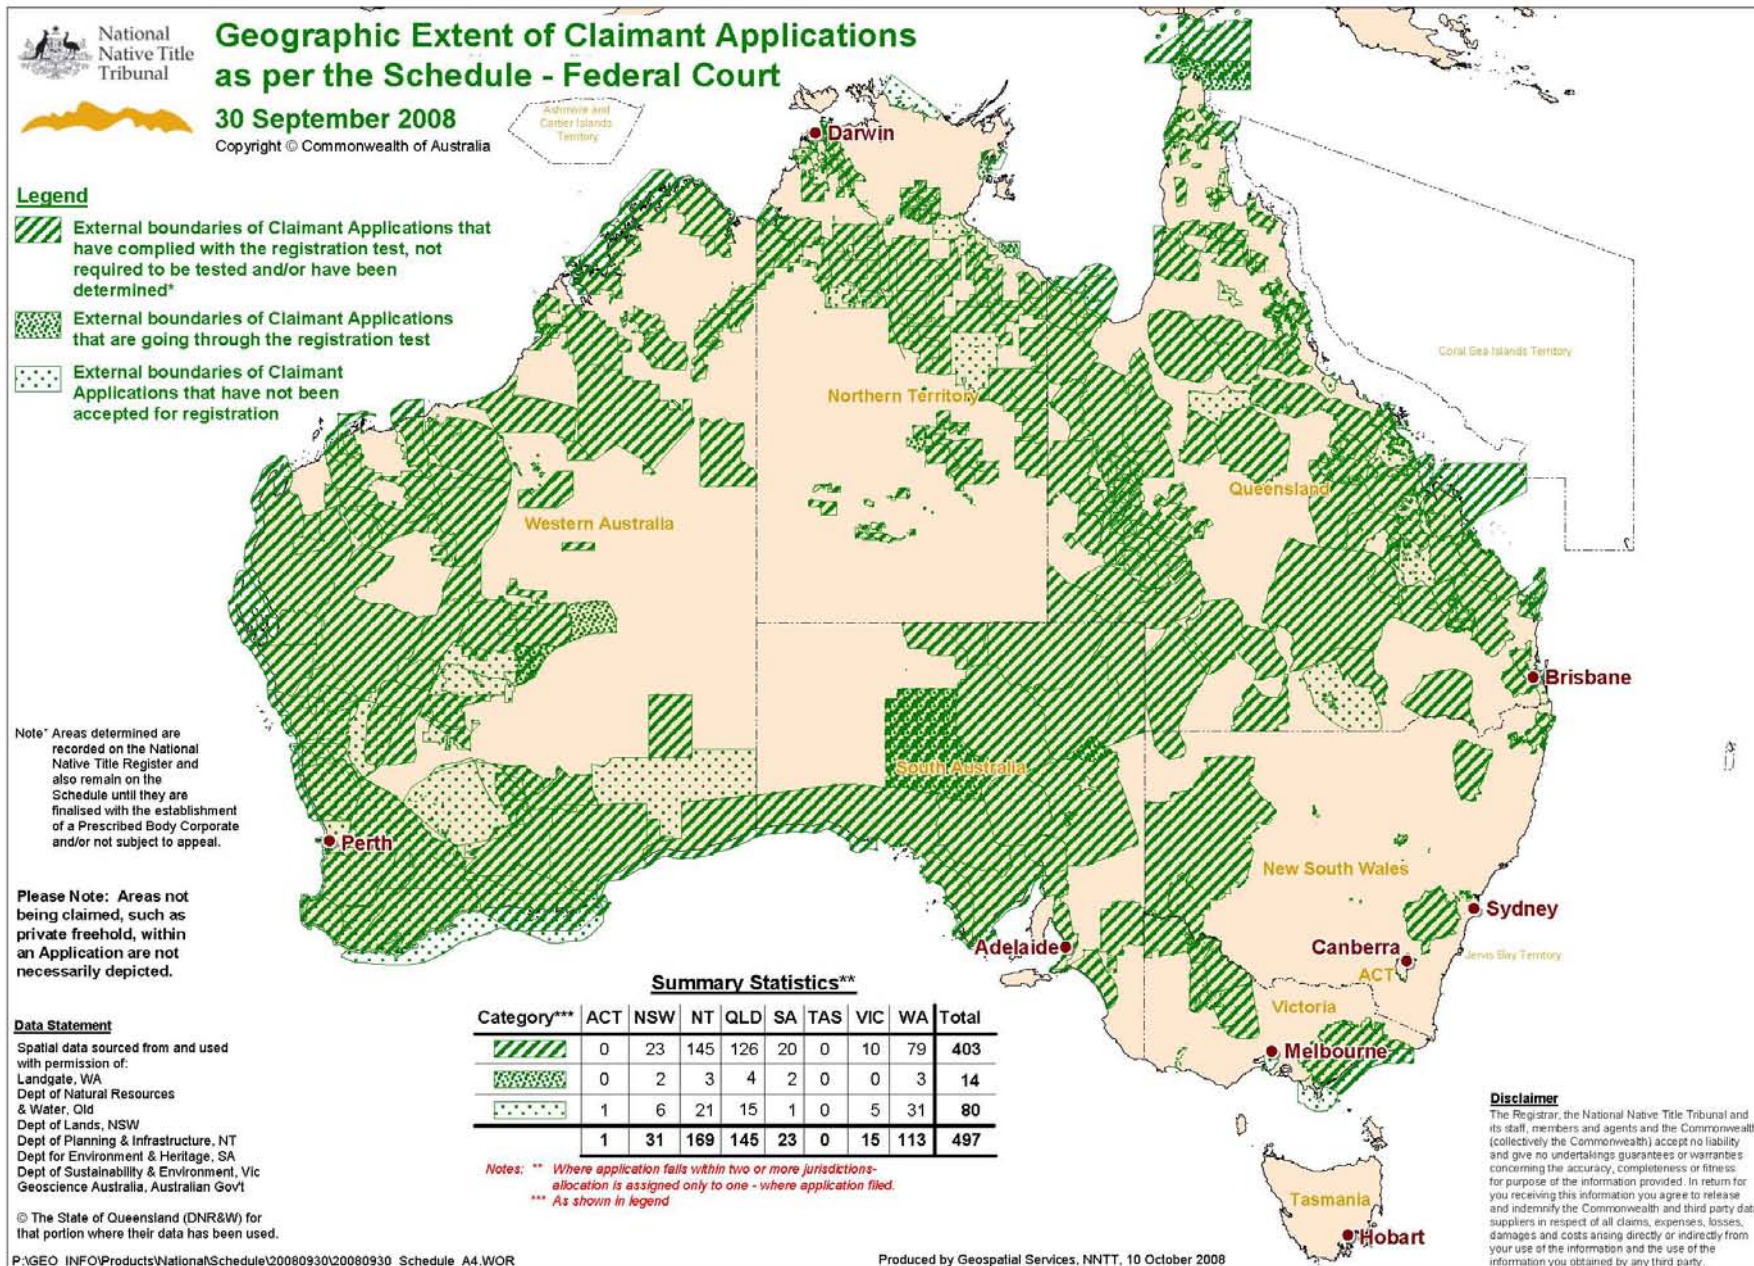 National
Native Title
Tribunal
Geographic Extent of Claimant Applications
as per the Schedule - Federal Court
30 September 2008
Copyright © Commonwealth of Australia
Legend
External boundaries of Claimant Applications that
have complied with the registration test, not
required to be tested and/or have been
determined*
External boundaries of Claimant Applications
that are going through the registration test
External boundaries of Claimant
Applications that have not been
accepted for registration
Ashmore and
Cartier Islands
Territory
Darwin
Coral Sea Islands Territory
Northern Territory
Queensland
Western Australia
Brisbane
South Australia
Perth
New South Wales
Sydney
Adelaide
Canberra
Jervis Bay Territory
ACT
Victoria
Melbourne
Tasmania
Hobart
Note* Areas determined are
recorded on the National
Native Title Register and
also remain on the
Schedule until they are
finalised with the establishment
of a Prescribed Body Corporate
and/or not subject to appeal.
Please Note: Areas not
being claimed, such as
private freehold, within
an Application are not
necessarily depicted.
Data Statement
Spatial data sourced from and used
with permission of:
Landgate, WA
Dept of Natural Resources
& Water, Qld
Dept of Lands, NSW
Dept of Planning & Infrastructure, NT
Dept for Environment & Heritage, SA
Dept of Sustainability & Environment, Vic
Geoscience Australia, Australian Gov't
© The State of Queensland (DNR&W) for
that portion where their data has been used.
Summary Statistics**
Category*** ACT NSW NT QLD SA TAS VIC WA Total
0 23 145 126 20 0 10 79 403
0 2 3 4 2 0 0 3 14
1 6 21 15 1 0 5 31 80
1 31 169 145 23 0 15 113 497
Notes: ** Where application falls within two or more jurisdictions-
allocation is assigned only to one - where application filed.
*** As shown in legend
Disclaimer
The Registrar, the National Native Title Tribunal and
its staff, members and agents and the Commonwealth
(collectively the Commonwealth) accept no liability
and give no undertakings guarantees or warranties
concerning the accuracy, completeness or fitness
for purpose of the information provided. In return for
you receiving this information you agree to release
and indemnify the Commonwealth and third party data
suppliers in respect of all claims, expenses, losses,
damages and costs arising directly or indirectly from
your use of the information and the use of the
information you obtained by any third party.
P:\GEO_INFO\Products\National\Schedule\20080930\20080930_Schedule_A4.WOR
Produced by Geospatial Services, NNTT, 10 October 2008